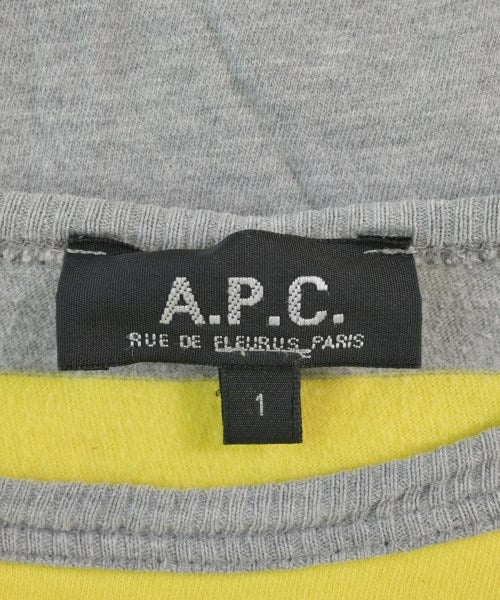 A.P.C.
RUE DE FLEURUS PARIS
1